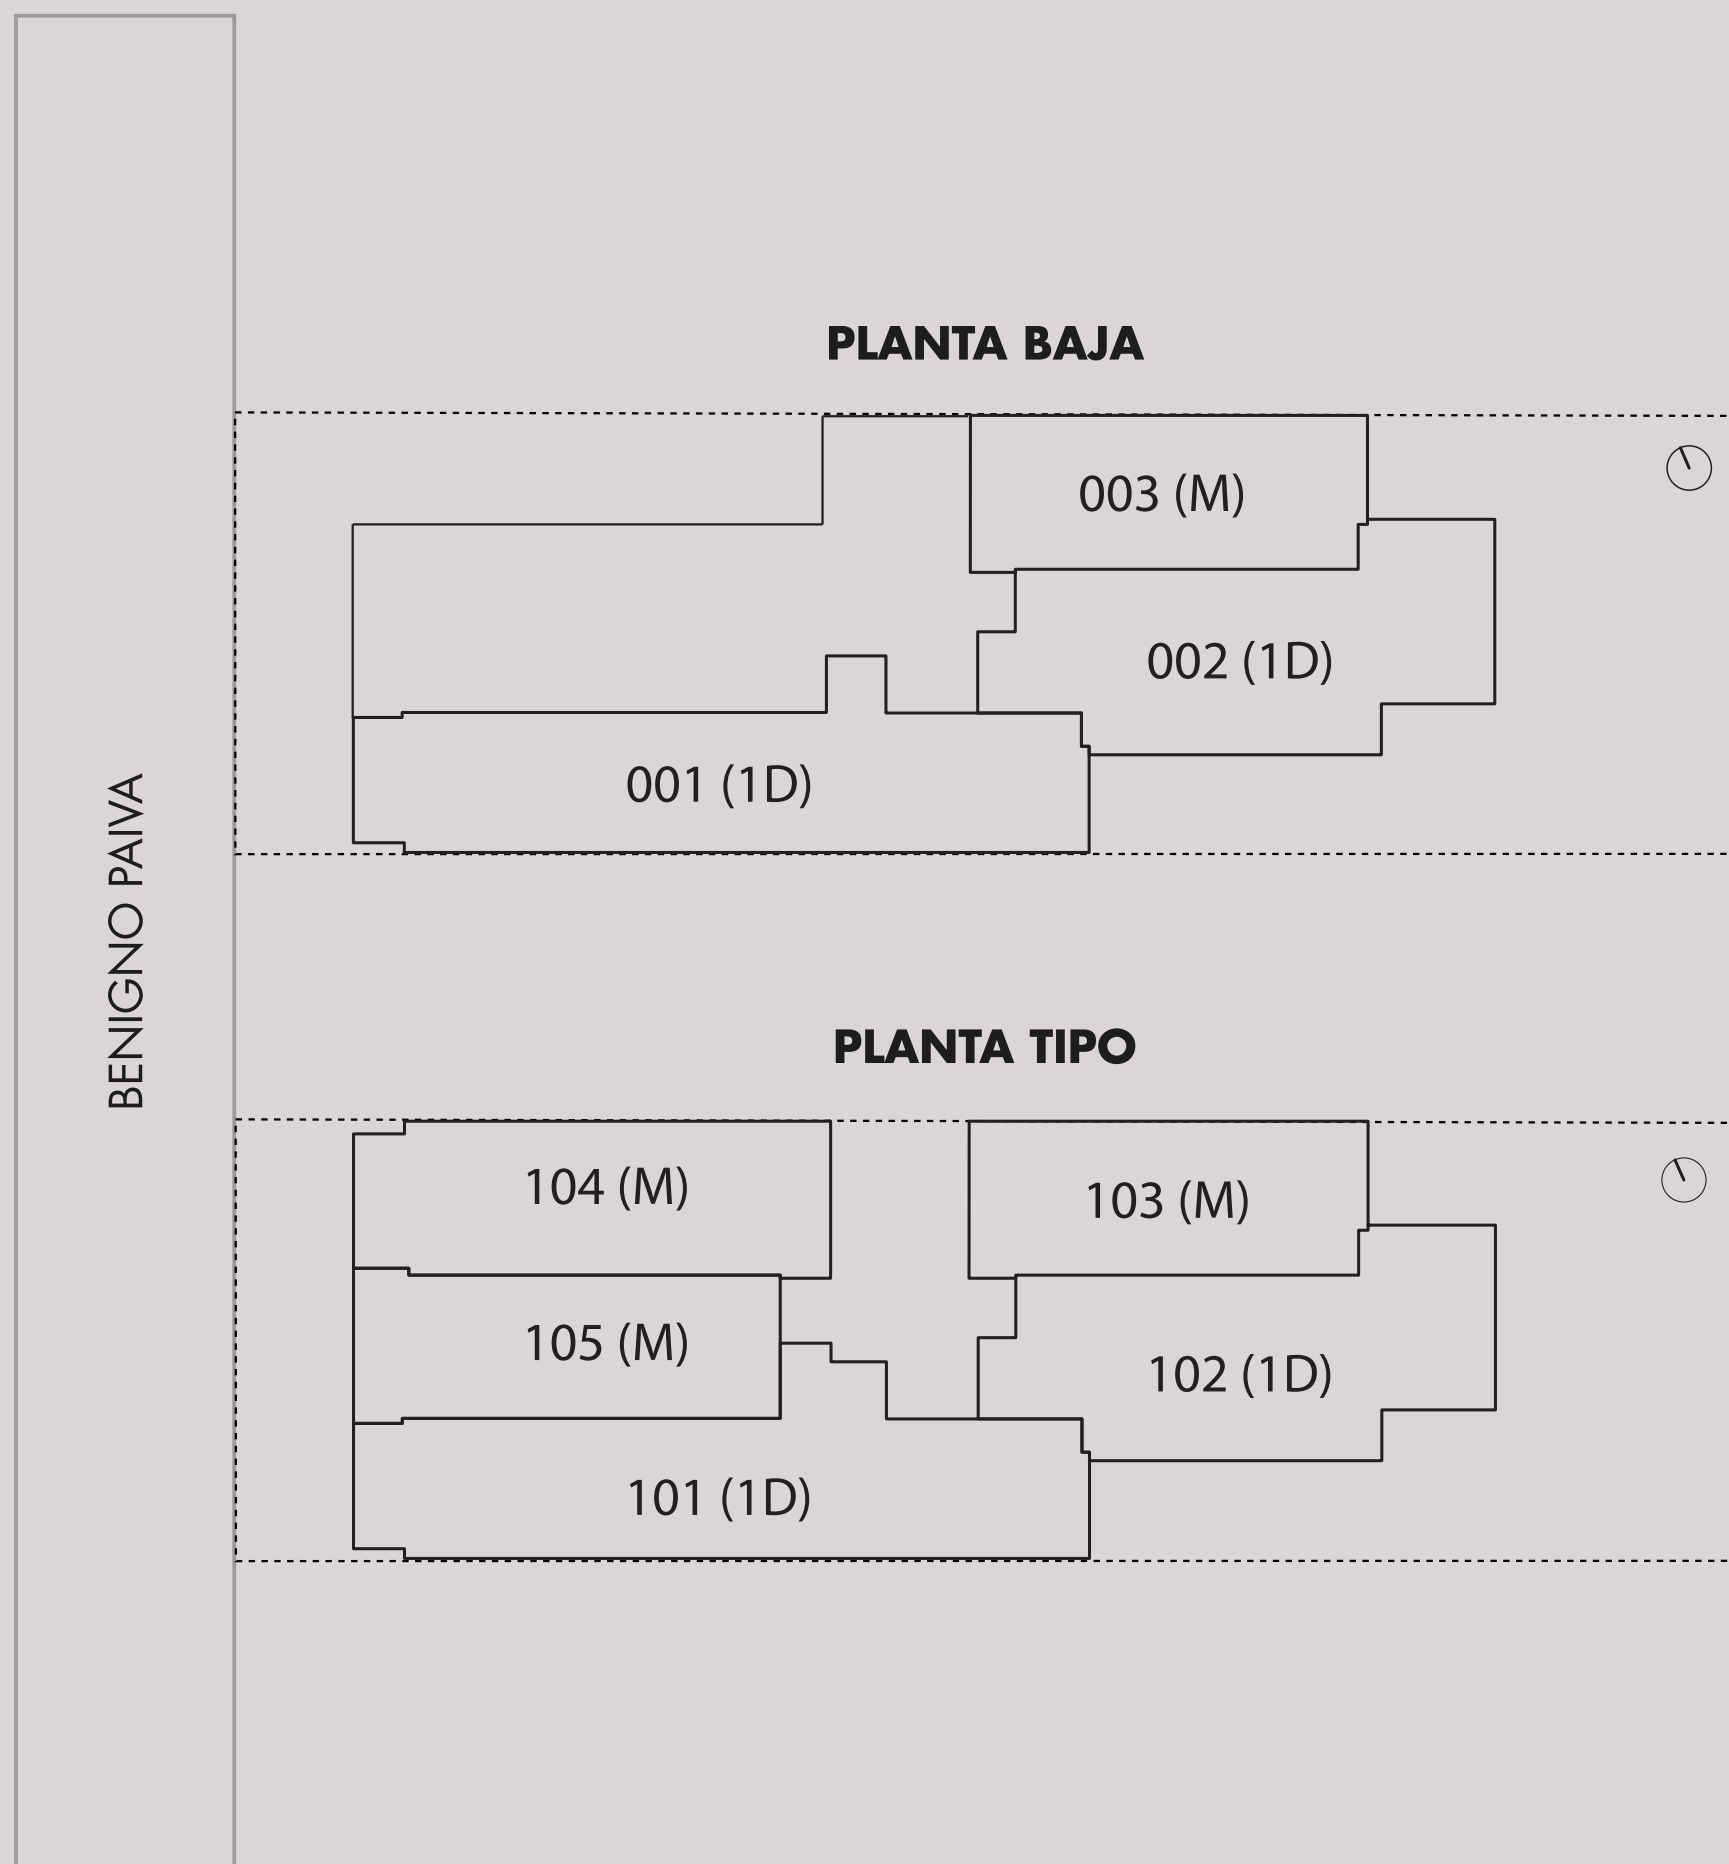 PLANTA BAJA
003 (M)
002 (1D)
001 (1D)
BENIGNO PAIVA
PLANTA TIPO
104 (M)
103 (M)
105 (M)
102 (1D)
101 (1D)